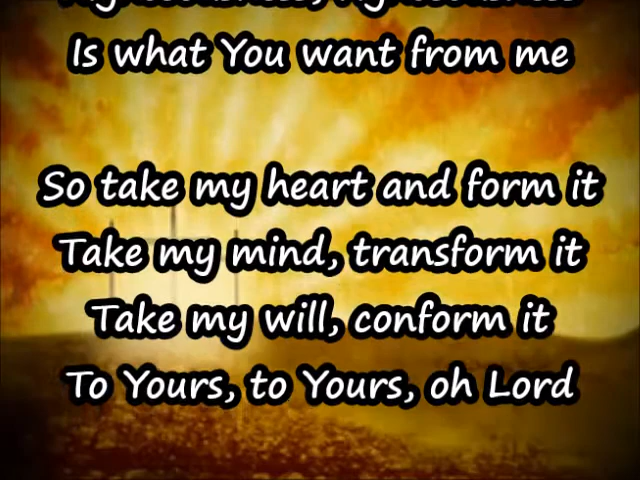 Is what You want from me
So take my heart and form it
Take my mind, transform it
Take my will, conform it
To Yours, to Yours, oh Lord